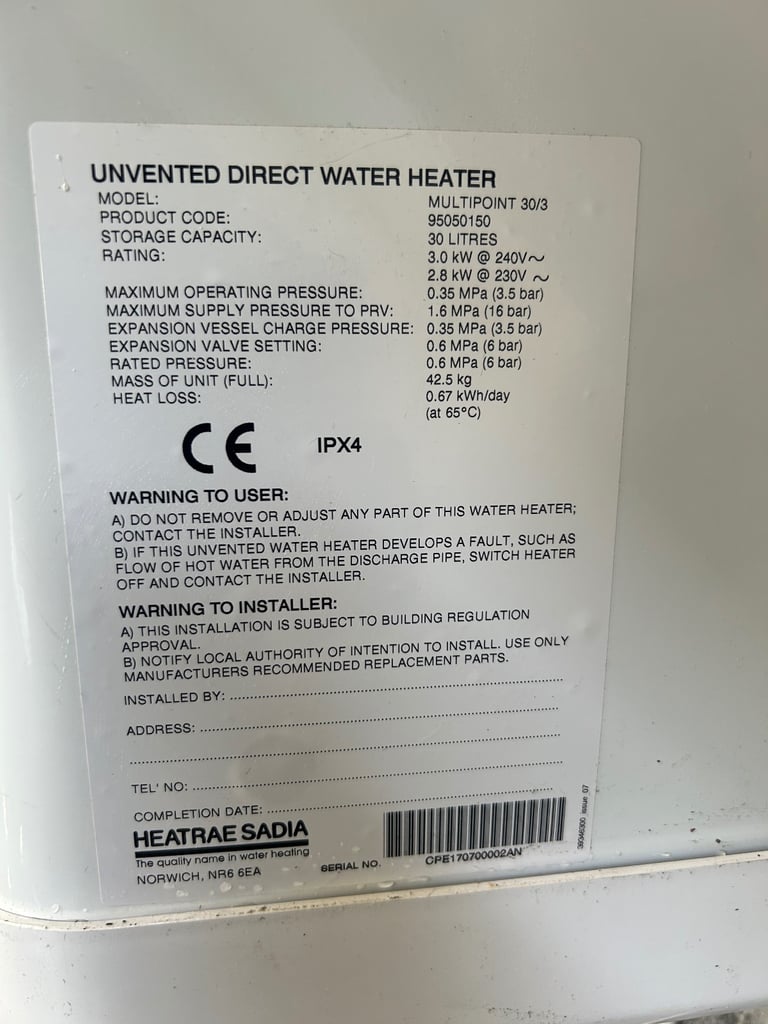 UNVENTED DIRECT WATER HEATER
MODEL: MULTIPOINT 30/3
PRODUCT CODE: 95050150
STORAGE CAPACITY: 30 LITRES
RATING: 3.0 kW @ 240V~
2.8 kW @ 230V ~
MAXIMUM OPERATING PRESSURE: 0.35 MPa (3.5 bar)
MAXIMUM SUPPLY PRESSURE TO PRV: 1.6 MPa (16 bar)
EXPANSION VESSEL CHARGE PRESSURE: 0.35 MPa (3.5 bar)
EXPANSION VALVE SETTING: 0.6 MPa (6 bar)
RATED PRESSURE: 0.6 MPa (6 bar)
MASS OF UNIT (FULL): 42.5 kg
HEAT LOSS: 0.67 kWh/day
(at 65°C)
CE IPX4
WARNING TO USER:
A) DO NOT REMOVE OR ADJUST ANY PART OF THIS WATER HEATER;
CONTACT THE INSTALLER.
B) IF THIS UNVENTED WATER HEATER DEVELOPS A FAULT, SUCH AS
FLOW OF HOT WATER FROM THE DISCHARGE PIPE, SWITCH HEATER
OFF AND CONTACT THE INSTALLER.
WARNING TO INSTALLER:
A) THIS INSTALLATION IS SUBJECT TO BUILDING REGULATION
APPROVAL.
B) NOTIFY LOCAL AUTHORITY OF INTENTION TO INSTALL. USE ONLY
MANUFACTURERS RECOMMENDED REPLACEMENT PARTS.
INSTALLED BY:
ADDRESS:
TEL' NO:
COMPLETION DATE:
HEATRAE SADIA
The quality name in water heating
NORWICH, NR6 6EA
SERIAL NO. CPE170700002AN
issue 07